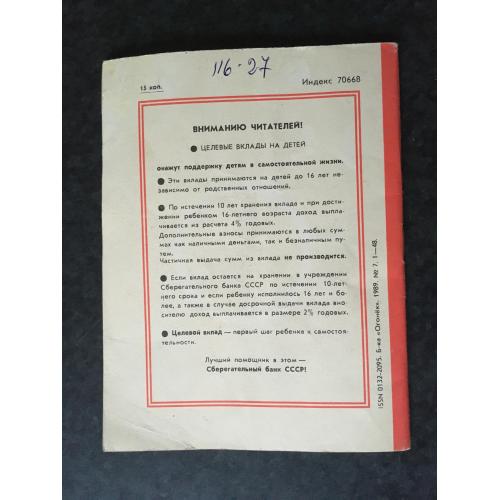 116-27
15 коп.
Индекс 70668
ВНИМАНИЮ ЧИТАТЕЛЕЙ!
● ЦЕЛЕВЫЕ ВКЛАДЫ НА ДЕТЕЙ
окажут поддержку детям в самостоятельной жизни.
● Эти вклады принимаются на детей до 16 лет не-
зависимо от родственных отношений.
● По истечении 10 лет хранения вклада и при дости-
жении ребенком 16-летнего возраста доход выпла-
чивается из расчета 4% годовых.
Дополнительные взносы принимаются в любых сум-
мах как наличными деньгами, так и безналичным пу-
тем.
Частичная выдача сумм из вклада не производится.
● Если вклад остается на хранении в учреждении
Сберегательного банка СССР по истечении 10-лет-
него срока и если ребенку исполнилось 16 лет и бо-
лее, а также в случае досрочной выдачи вклада вно-
сителю доход выплачивается в размере 2% годовых.
● Целевой вклад — первый шаг ребенка к самосто-
ятельности.
Лучший помощник в этом —
Сберегательный банк СССР!
ISSN 0132-2095. Б-ка «Огонёк». 1989. № 7. 1—48.